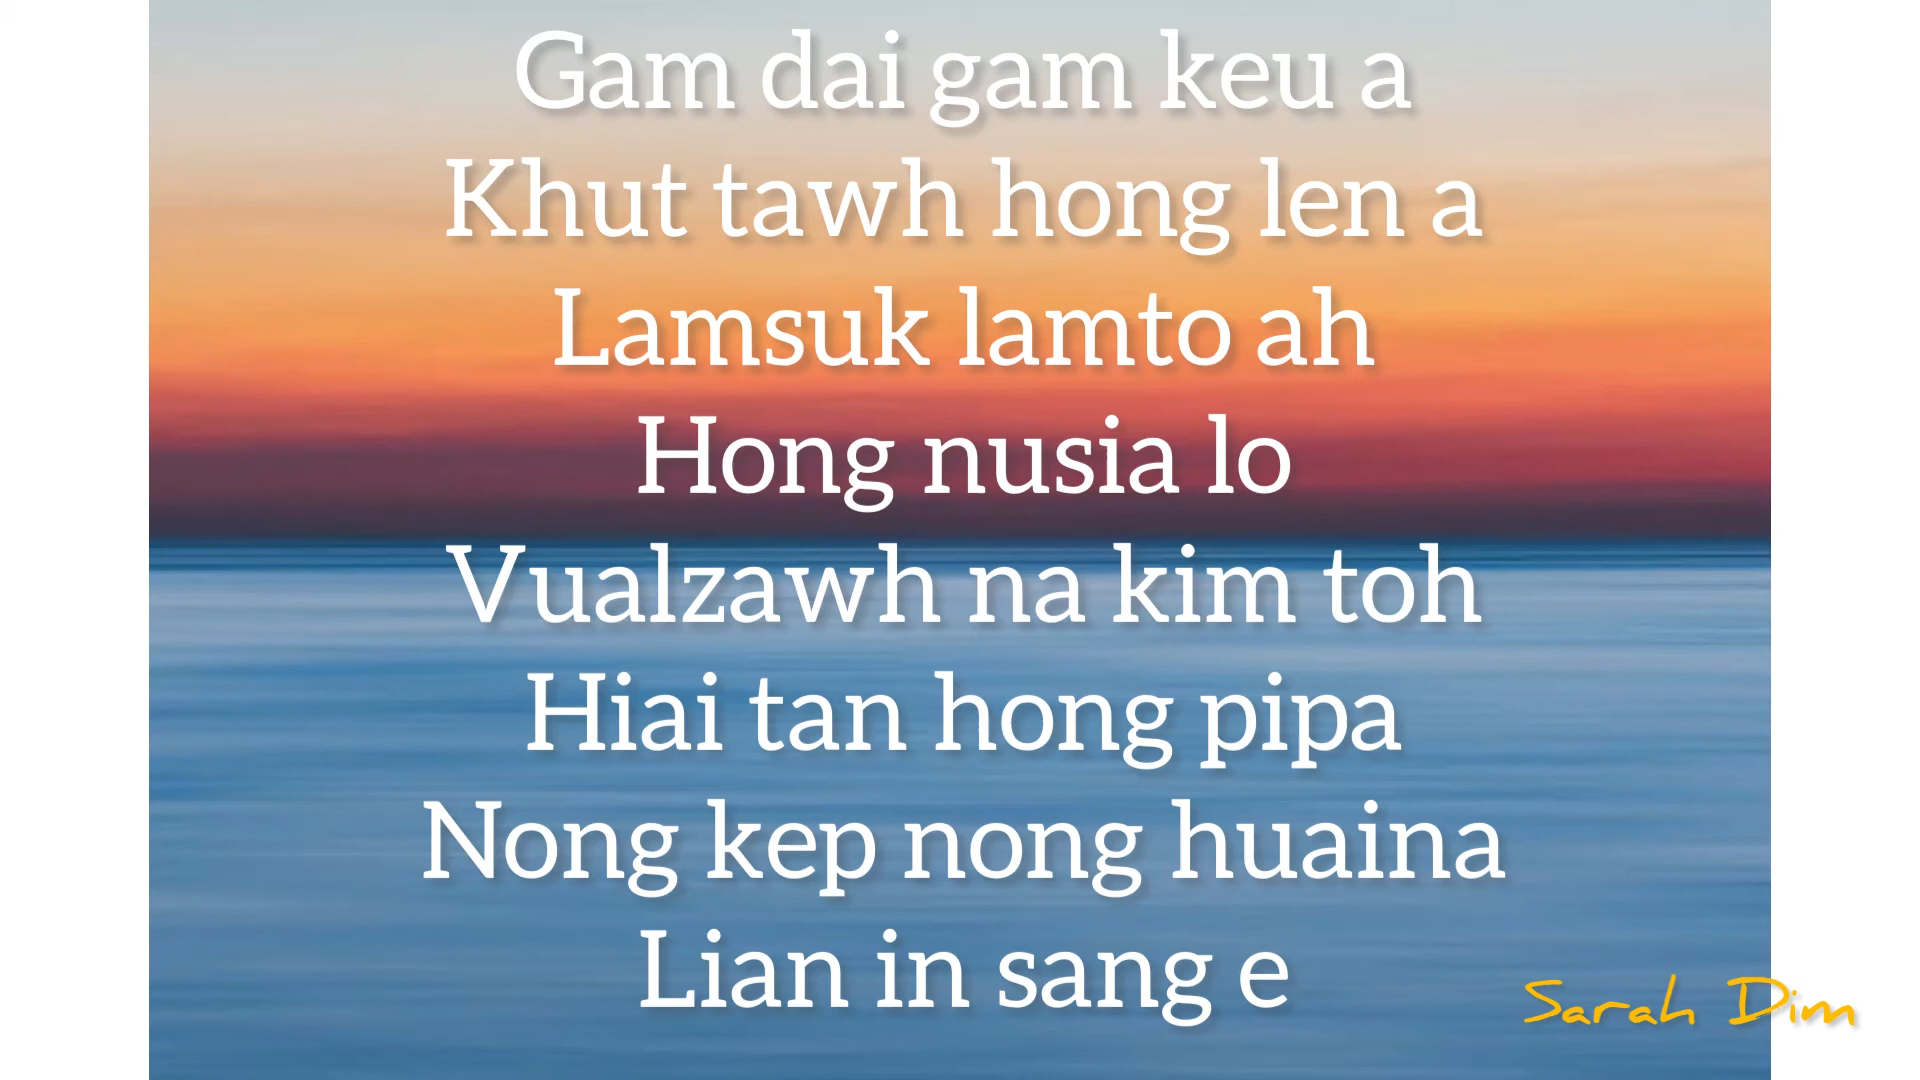 Gam dai gam keu a
Khut tawh hong len a
Lamsuk lamto ah
Hong nusia lo
Vualzawh na kim toh
Hiai tan hong pipa
Nong kep nong huaina
Lian in sang e
Sarah Dim